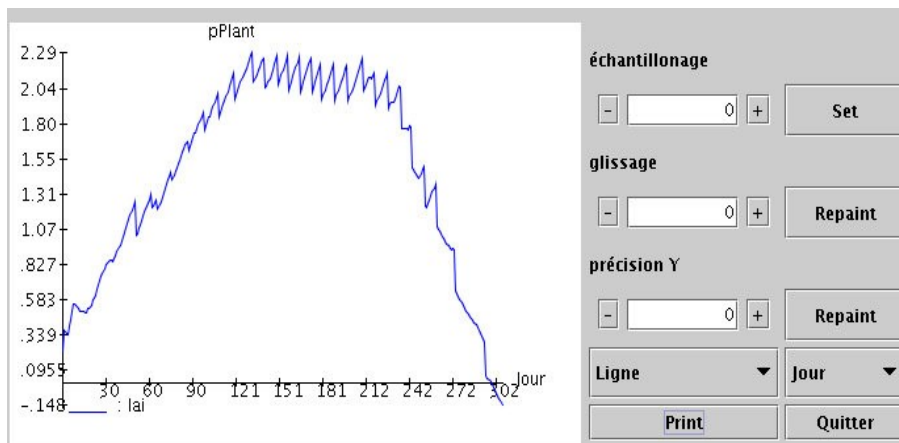 pPlant
2.29
2.04
1.80
1.55
1.31
1.07
.827
.583
.339
.0955
-.148
30 60 90 121 151 181 212 242 272 302
Jour
: lai
échantillonage
- 0 + Set
glissage
- 0 + Repaint
précision Y
- 0 + Repaint
Ligne Jour
Print Quitter